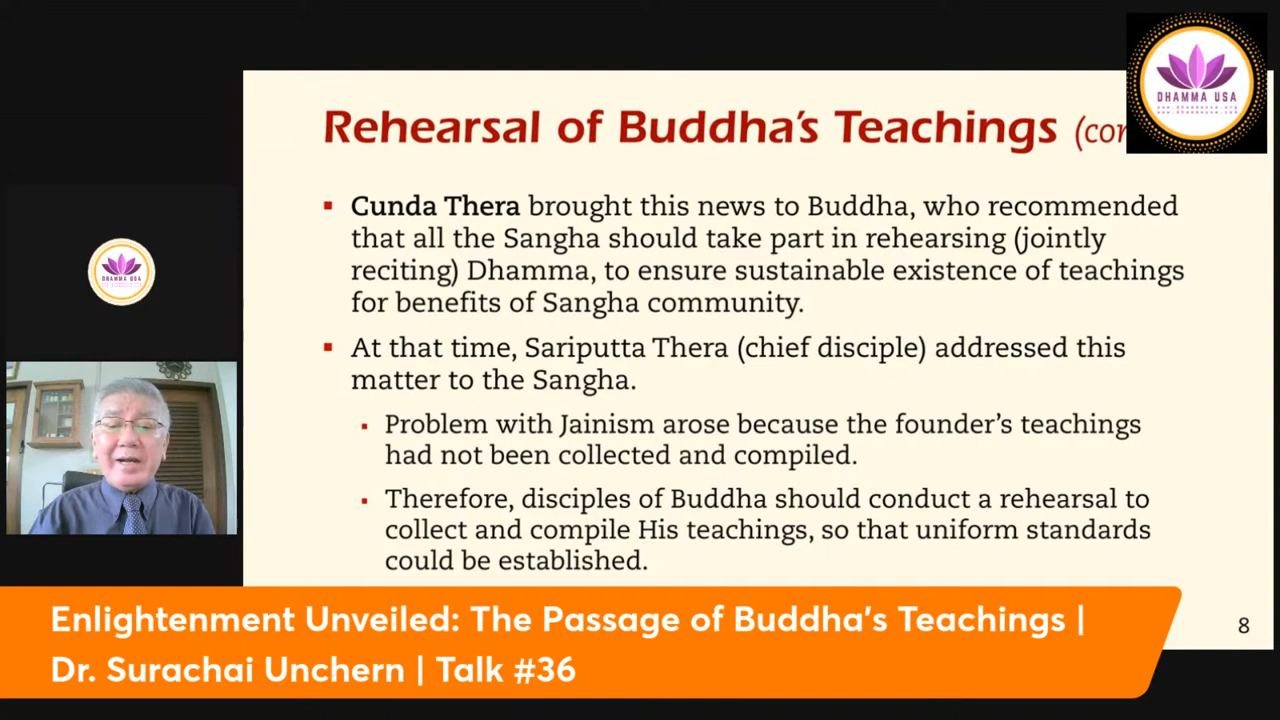 Rehearsal of Buddha's Teachings (con
▪ Cunda Thera brought this news to Buddha, who recommended
that all the Sangha should take part in rehearsing (jointly
reciting) Dhamma, to ensure sustainable existence of teachings
for benefits of Sangha community.
▪ At that time, Sariputta Thera (chief disciple) addressed this
matter to the Sangha.
▪ Problem with Jainism arose because the founder's teachings
had not been collected and compiled.
▪ Therefore, disciples of Buddha should conduct a rehearsal to
collect and compile His teachings, so that uniform standards
could be established.
8
DHAMMA USA
DHAMMA USA
Enlightenment Unveiled: The Passage of Buddha's Teachings |
Dr. Surachai Unchern | Talk #36